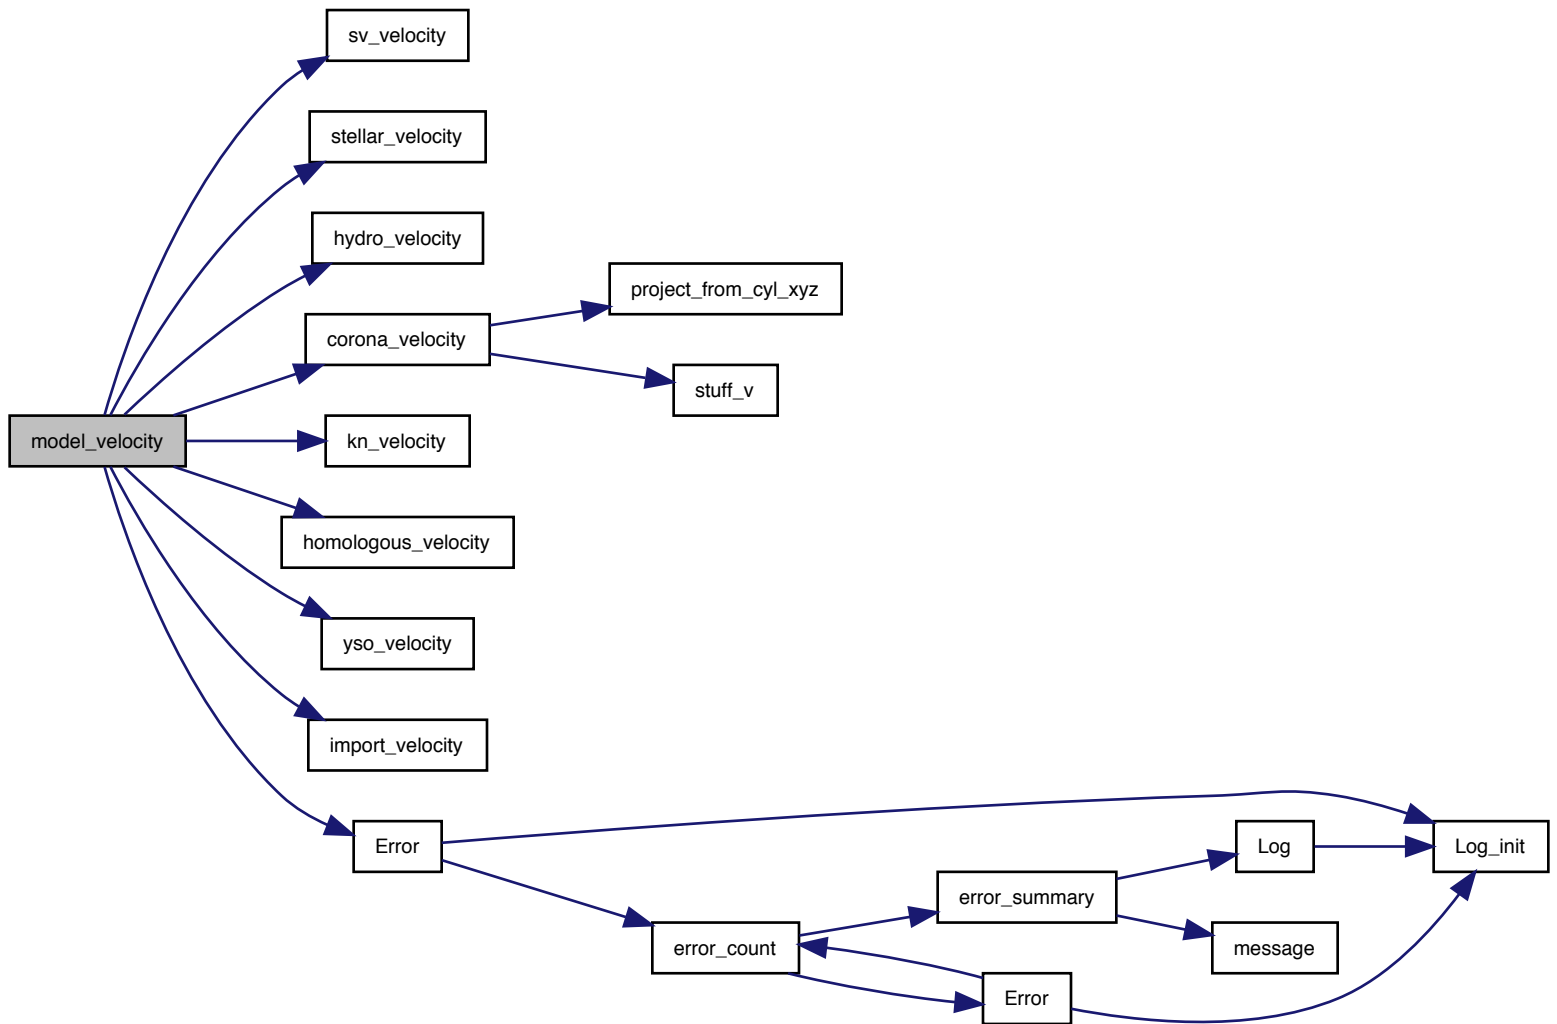 sv_velocity
stellar_velocity
hydro_velocity
project_from_cyl_xyz
corona_velocity
stuff_v
model_velocity
kn_velocity
homologous_velocity
yso_velocity
import_velocity
Error
Log
Log_init
error_summary
error_count
message
Error